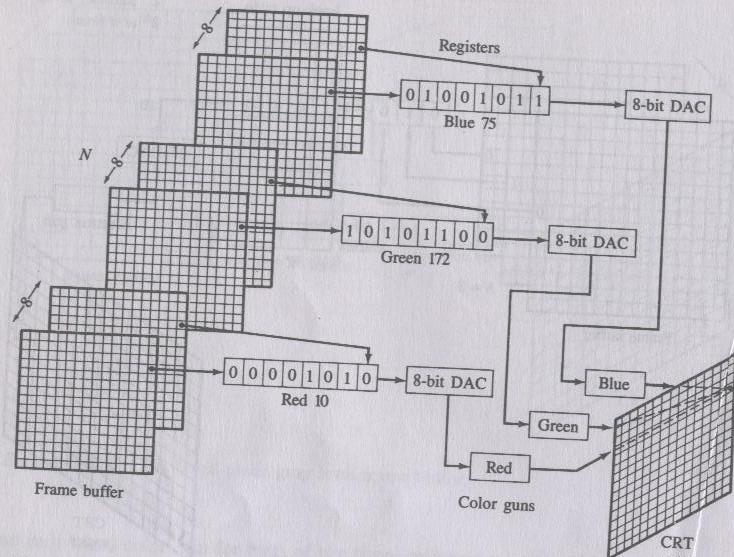 8
Registers
0 1 0 0 1 0 1 1
8-bit DAC
Blue 75
N
8
1 0 1 0 1 1 0 0
8-bit DAC
Green 172
8
0 0 0 0 1 0 1 0
8-bit DAC
Red 10
Blue
Green
Red
Frame buffer
Color guns
CRT